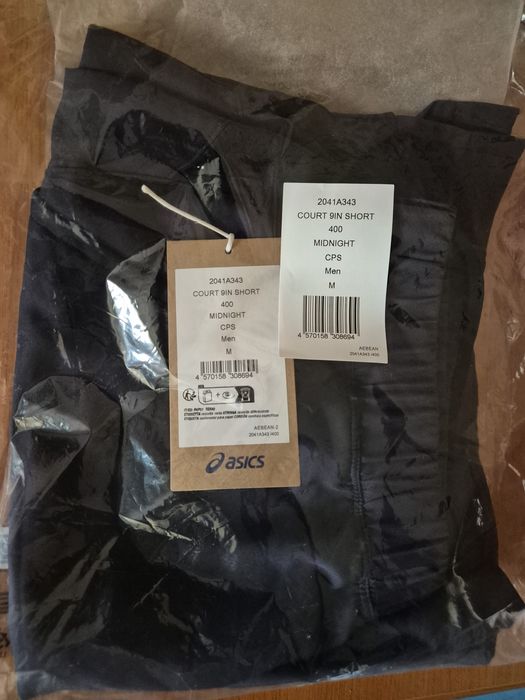 2041A343
COURT 9IN SHORT
400
MIDNIGHT
CPS
Men
M
4 570158 308694
AEBEAN
2041A343 /400
2041A343
COURT 9IN SHORT
400
MIDNIGHT
CPS
Men
M
4 570158 308694
AEBEAN-2
2041A343 /400
asics